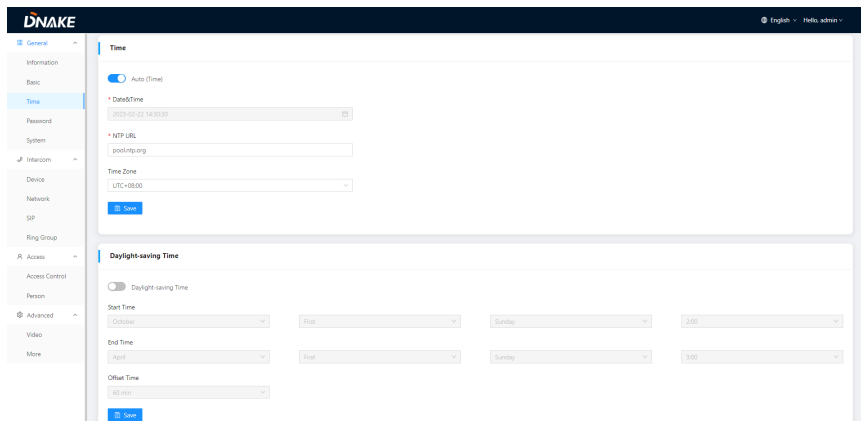 DNAKE
English
Hello, admin
General
Information
Basic
Time
Password
System
Intercom
Device
Network
SIP
Ring Group
Access
Access Control
Person
Advanced
Video
More
Time
Auto (Time)
* Date&Time
2023-02-22 14:30:30
* NTP URL
pool.ntp.org
Time Zone
UTC+08:00
Save
Daylight-saving Time
Daylight-saving Time
Start Time
October First Sunday 2:00
End Time
April First Sunday 3:00
Offset Time
60 min
Save